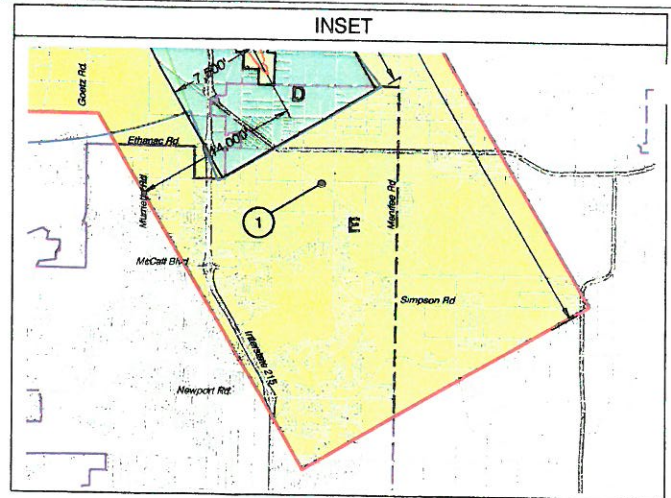 INSET
Goetz Rd.
7,500'
D
Ethanac Rd
14,000'
Murrieta Rd
1
Menifee Rd
E
McCall Blvd
Simpson Rd
Interstate 215
Newport Rd.